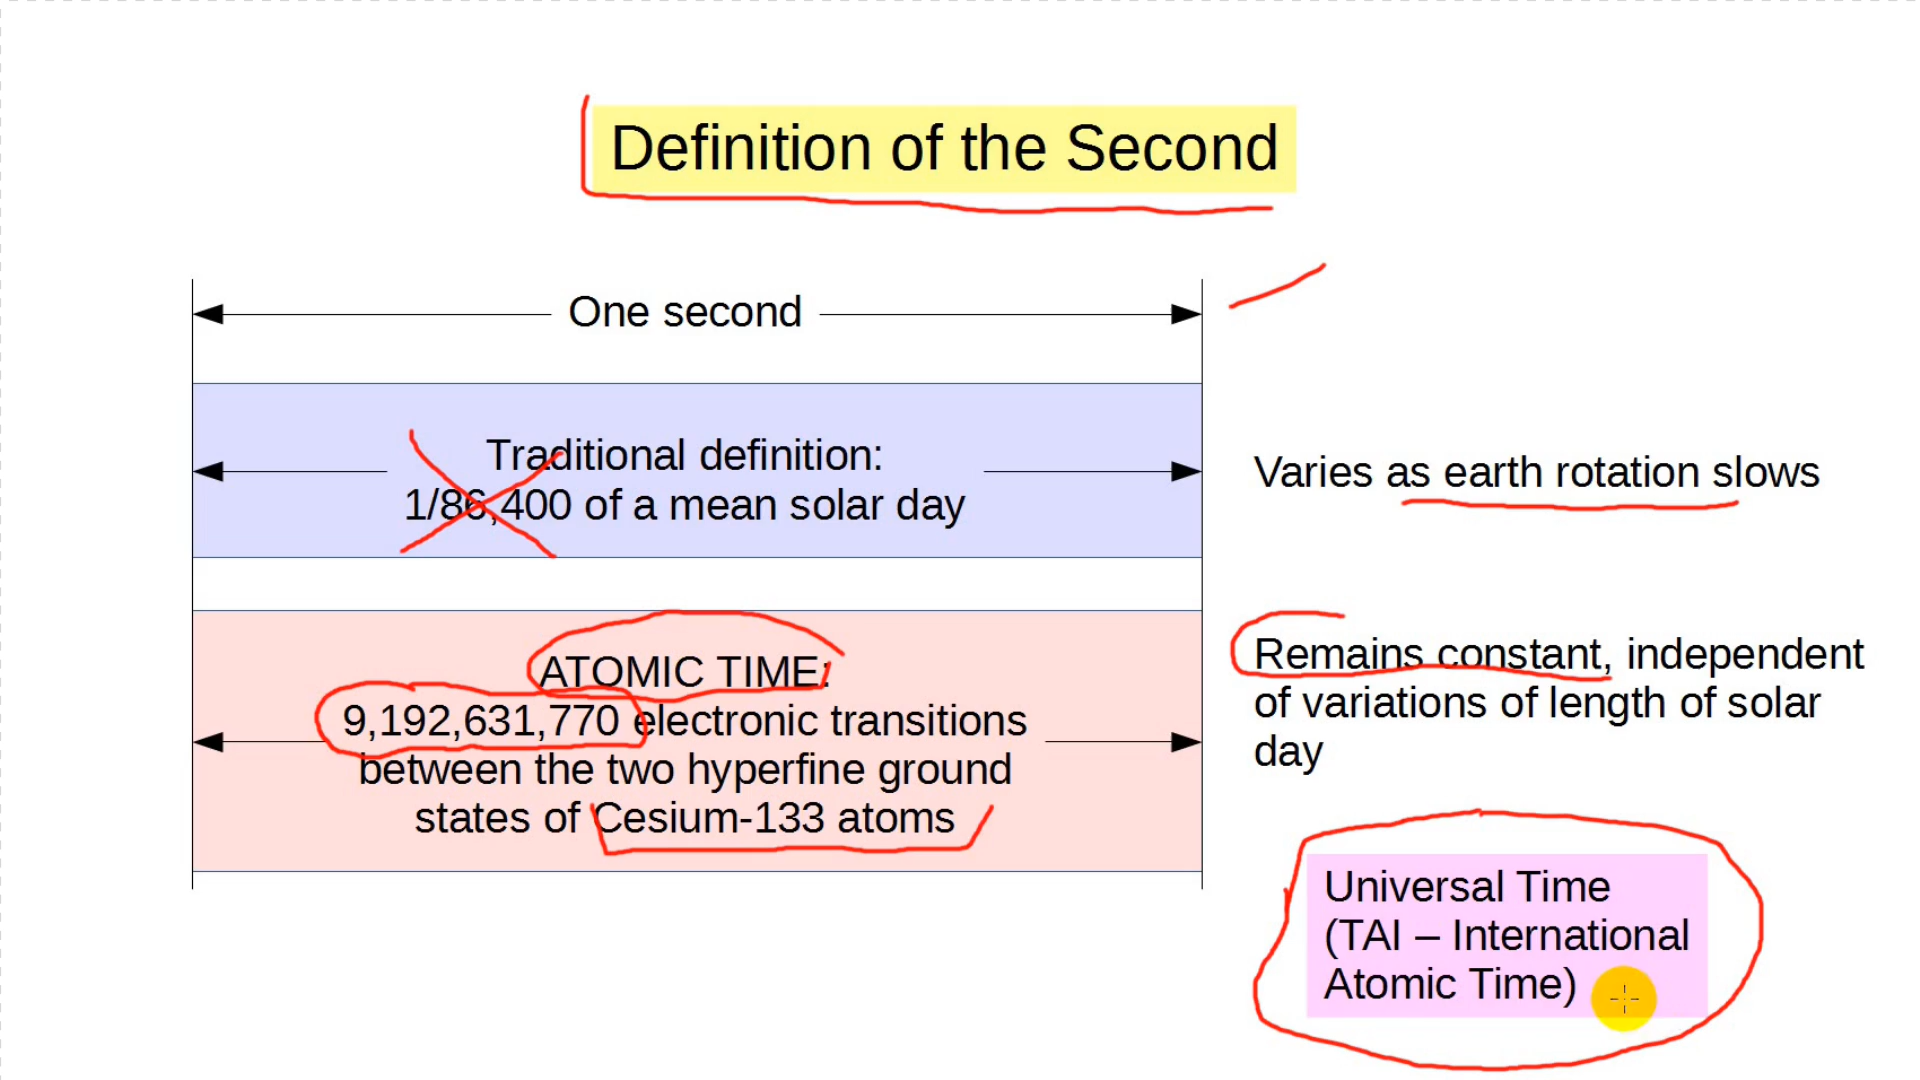 Definition of the Second
One second
Traditional definition:
1/86,400 of a mean solar day
Varies as earth rotation slows
ATOMIC TIME:
9,192,631,770 electronic transitions
between the two hyperfine ground
states of Cesium-133 atoms
Remains constant, independent
of variations of length of solar
day
Universal Time
(TAI – International
Atomic Time)